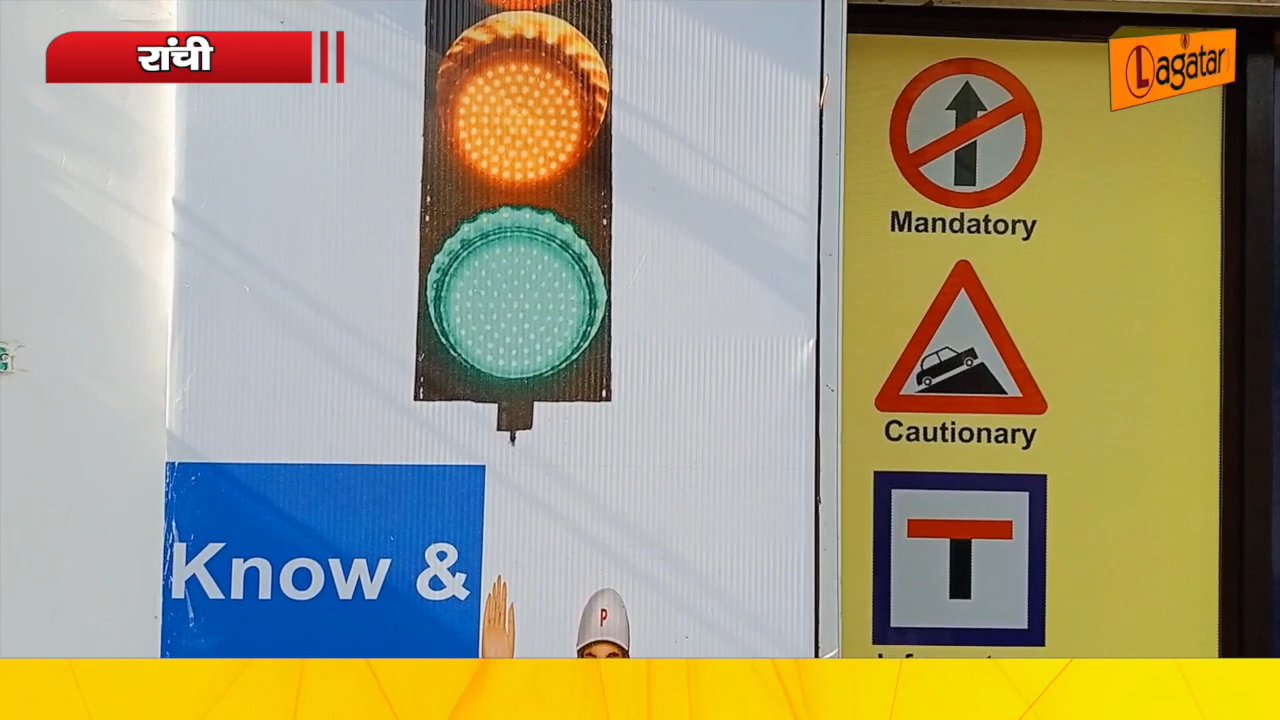 रांची
Lagatar
Mandatory
Cautionary
Know &
P